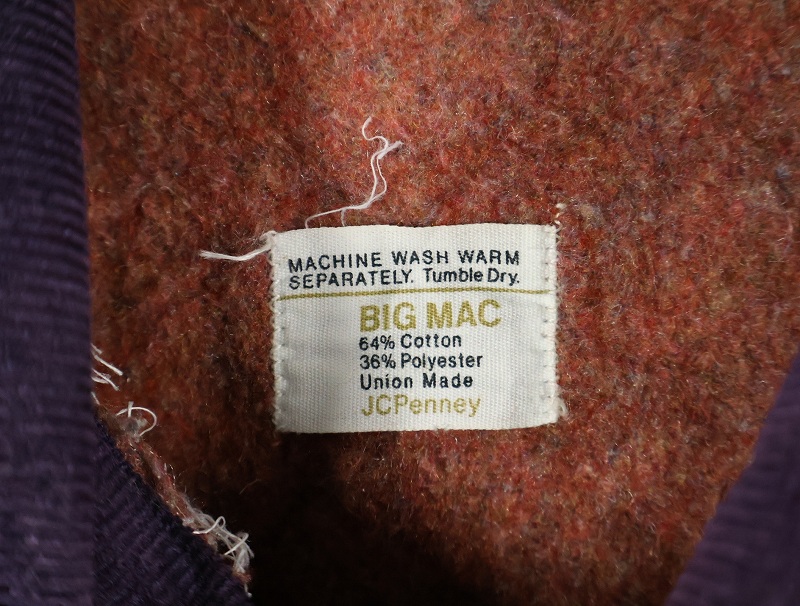 MACHINE WASH WARM
SEPARATELY. Tumble Dry.
BIG MAC
64% Cotton
36% Polyester
Union Made
JCPenney